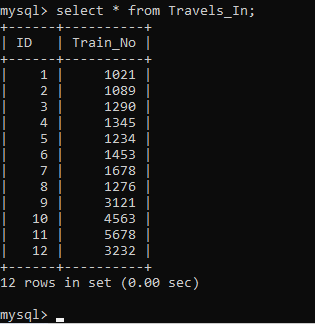 mysql> select * from Travels_In;
+------+----------+
| ID   | Train_No |
+------+----------+
|    1 |     1021 |
|    2 |     1089 |
|    3 |     1290 |
|    4 |     1345 |
|    5 |     1234 |
|    6 |     1453 |
|    7 |     1678 |
|    8 |     1276 |
|    9 |     3121 |
|   10 |     4563 |
|   11 |     5678 |
|   12 |     3232 |
+------+----------+
12 rows in set (0.00 sec)
mysql> _